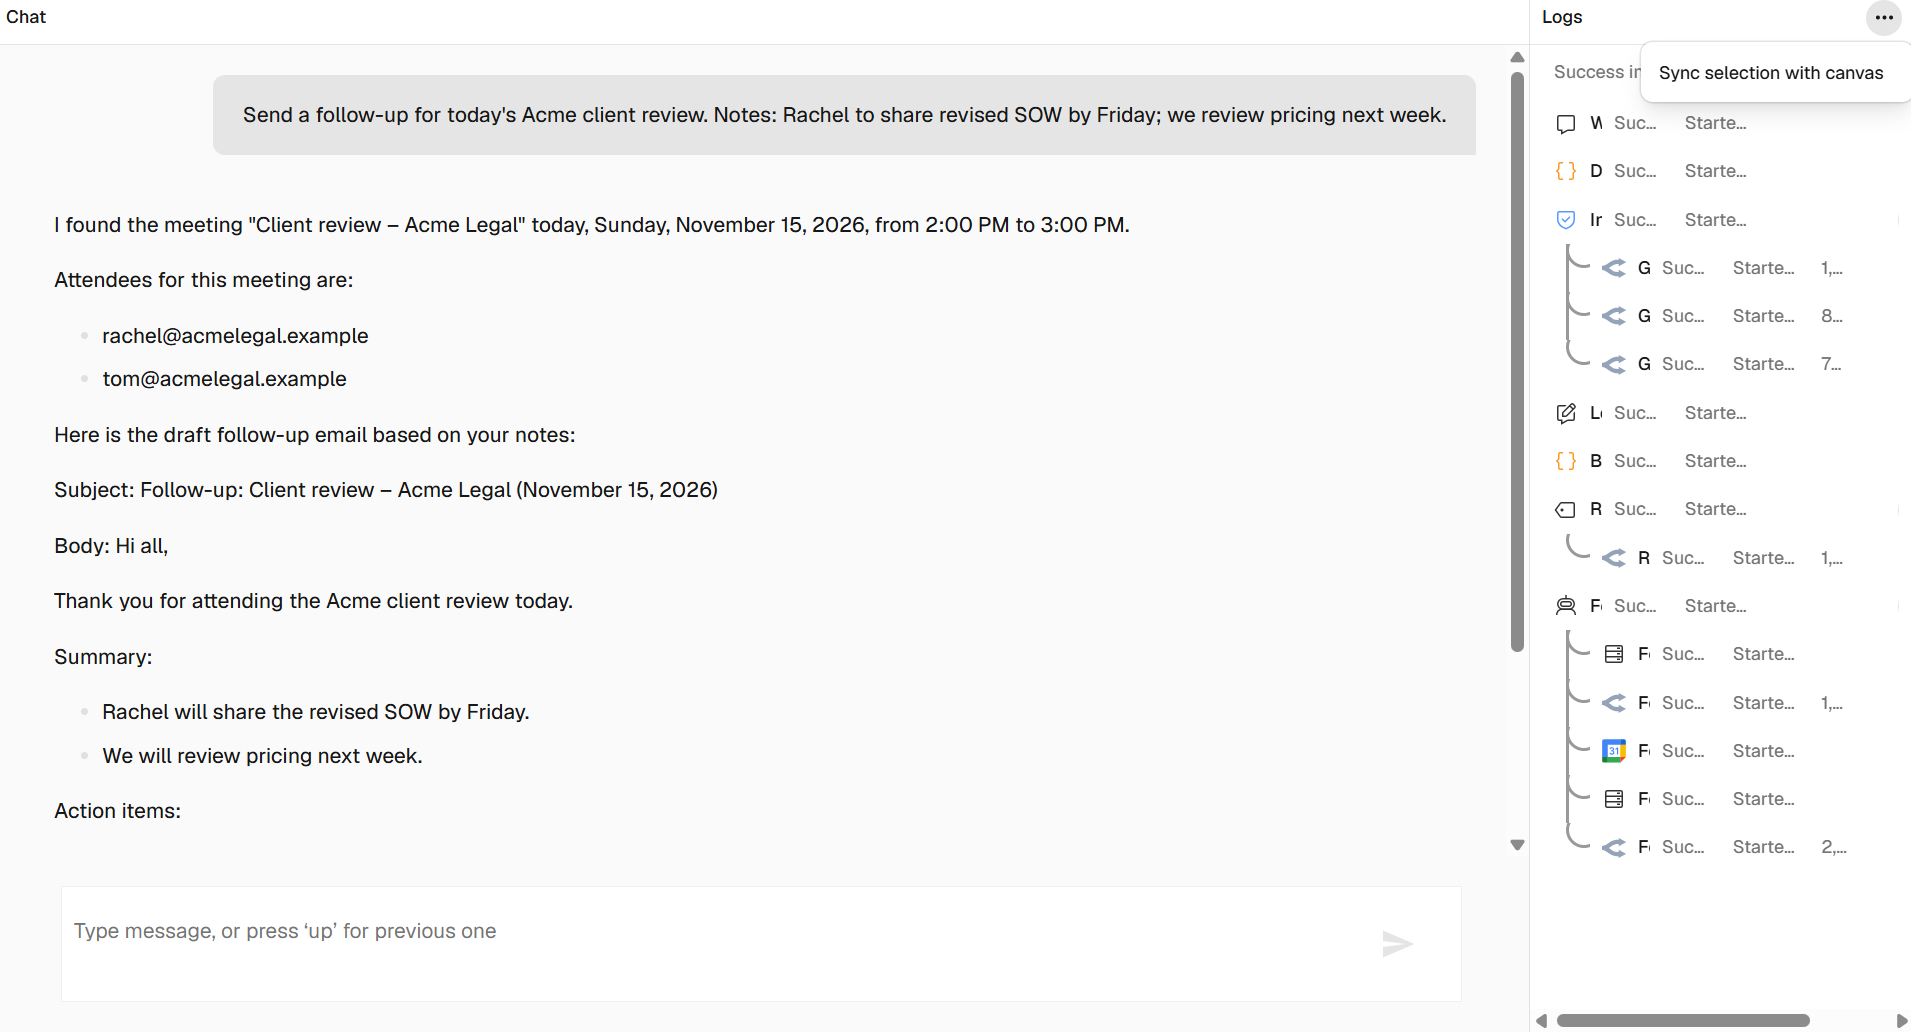 Chat
Send a follow-up for today's Acme client review. Notes: Rachel to share revised SOW by Friday; we review pricing next week.
I found the meeting "Client review – Acme Legal" today, Sunday, November 15, 2026, from 2:00 PM to 3:00 PM.
Attendees for this meeting are:
rachel@acmelegal.example
tom@acmelegal.example
Here is the draft follow-up email based on your notes:
Subject: Follow-up: Client review – Acme Legal (November 15, 2026)
Body: Hi all,
Thank you for attending the Acme client review today.
Summary:
Rachel will share the revised SOW by Friday.
We will review pricing next week.
Action items:
Type message, or press ‘up’ for previous one
Logs
Sync selection with canvas
Success in
W Suc... Starte...
D Suc... Starte...
In Suc... Starte...
G Suc... Starte... 1,...
G Suc... Starte... 8...
G Suc... Starte... 7...
L Suc... Starte...
B Suc... Starte...
R Suc... Starte...
R Suc... Starte... 1,...
F Suc... Starte...
F Suc... Starte...
F Suc... Starte... 1,...
31 F Suc... Starte...
F Suc... Starte...
F Suc... Starte... 2,...